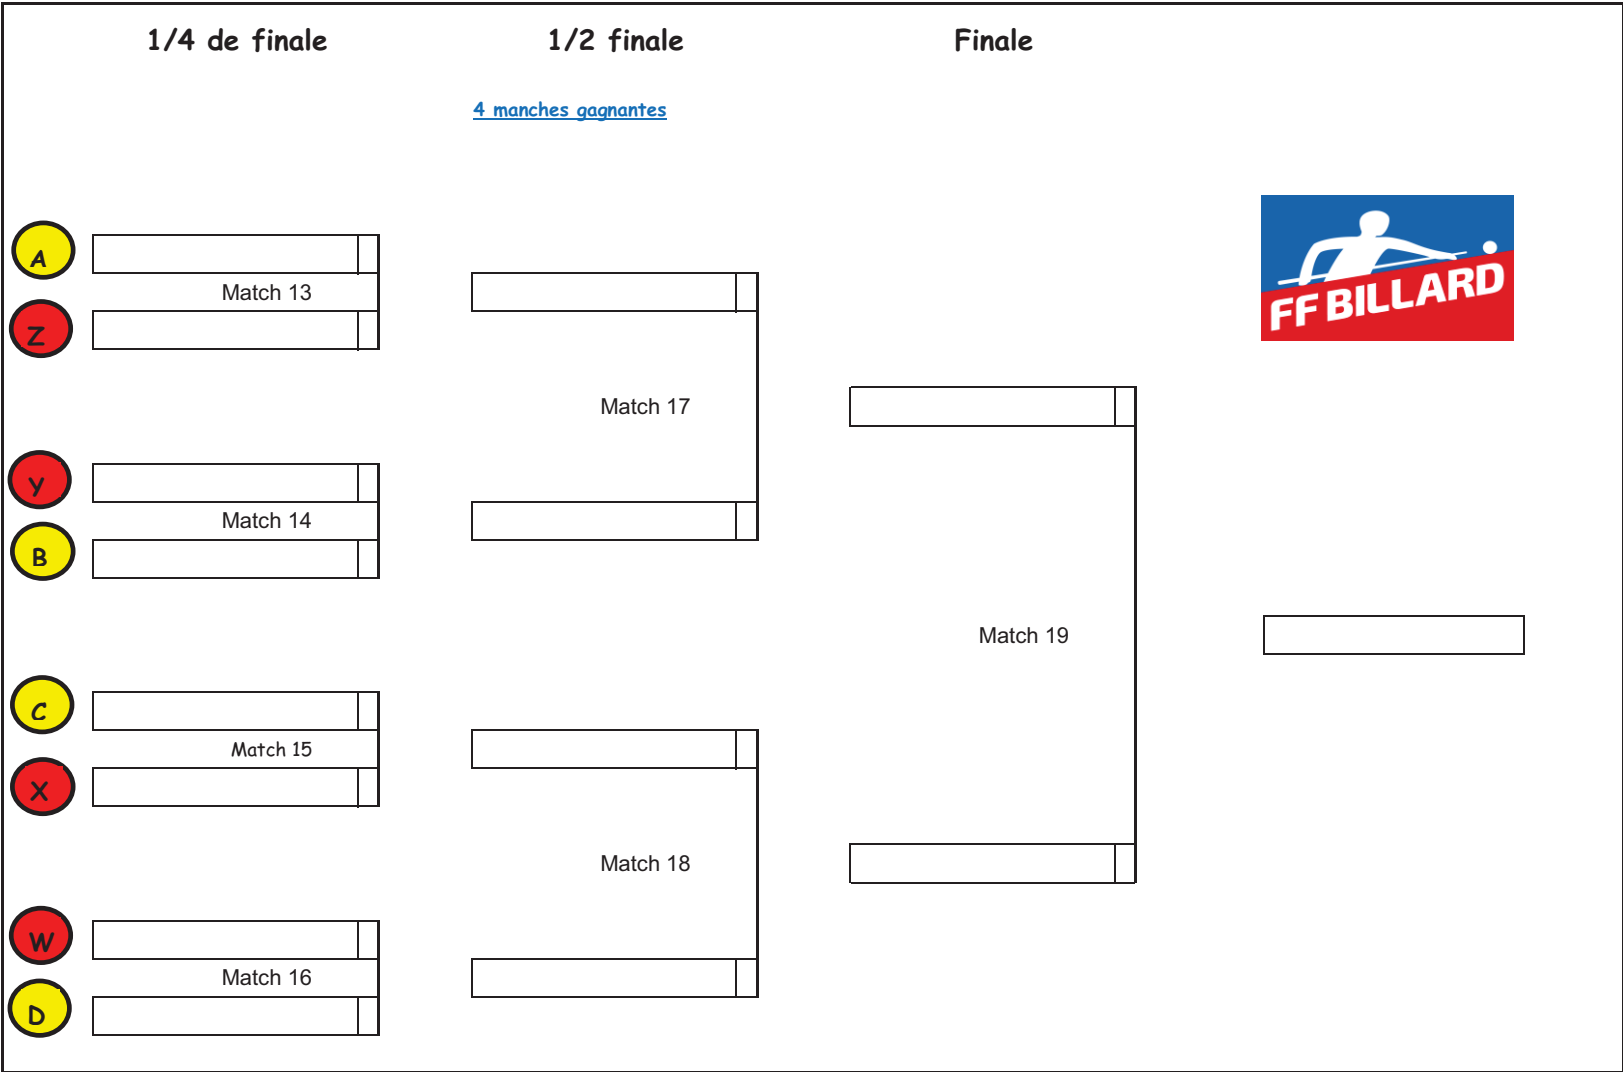 1/4 de finale 1/2 finale Finale
4 manches gagnantes
FF BILLARD
A
Match 13
Z
Match 17
Y
Match 14
B
Match 19
C
Match 15
X
Match 18
W
Match 16
D